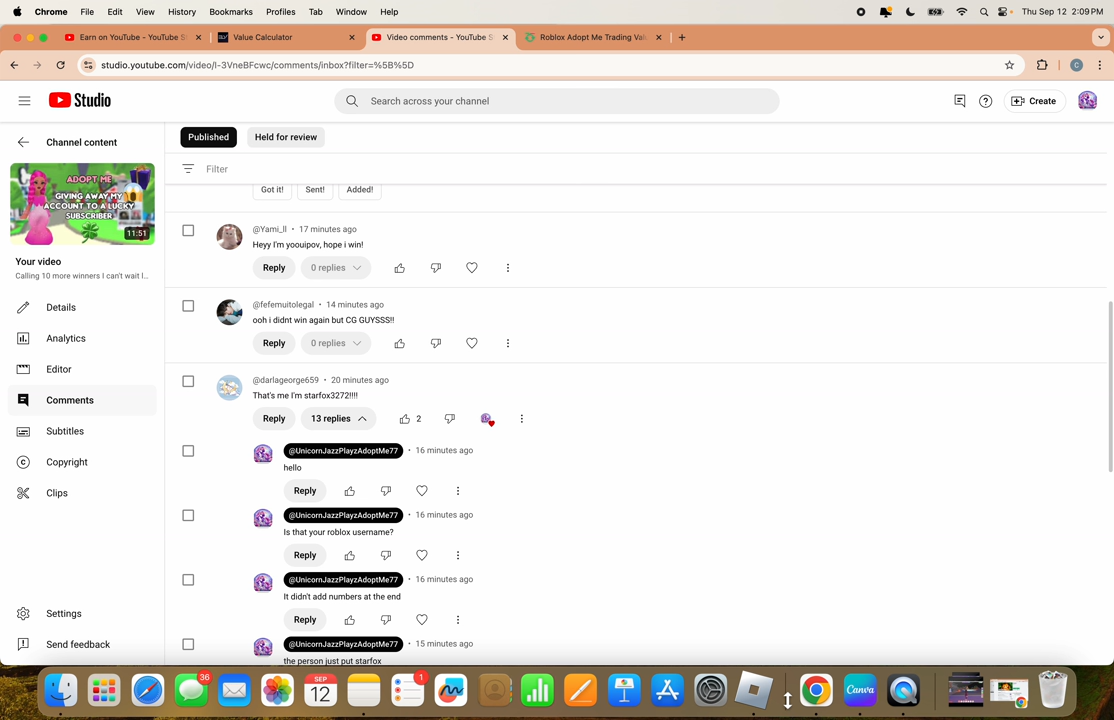 Chrome File Edit View History Bookmarks Profiles Tab Window Help Thu Sep 12 2:09PM
Earn on YouTube - YouTube S Value Calculator Video comments - YouTube S Roblox Adopt Me Trading Val
studio.youtube.com/video/l-3VneBFcwc/comments/inbox?filter=%5B%5D
Studio
Search across your channel
Create
Channel content
ADOPT ME
GIVING AWAY MY
ACCOUNT TO A LUCKY
SUBSCRIBER
11:51
Your video
Calling 10 more winners I can't wait I...
Details
Analytics
Editor
Comments
Subtitles
Copyright
Clips
Settings
Send feedback
Published Held for review
Filter
Got it! Sent! Added!
@Yami_ll • 17 minutes ago
Heyy I'm yoouipov, hope i win!
Reply 0 replies
@fefemuitolegal • 14 minutes ago
ooh i didnt win again but CG GUYSSS!!
Reply 0 replies
@darlageorge659 • 20 minutes ago
That's me I'm starfox3272!!!!
Reply 13 replies 2
@UnicornJazzPlayzAdoptMe77 • 16 minutes ago
hello
Reply
@UnicornJazzPlayzAdoptMe77 • 16 minutes ago
Is that your roblox username?
Reply
@UnicornJazzPlayzAdoptMe77 • 16 minutes ago
It didn't add numbers at the end
Reply
@UnicornJazzPlayzAdoptMe77 • 15 minutes ago
the person just put starfox
36
SEP
12
1
Canva